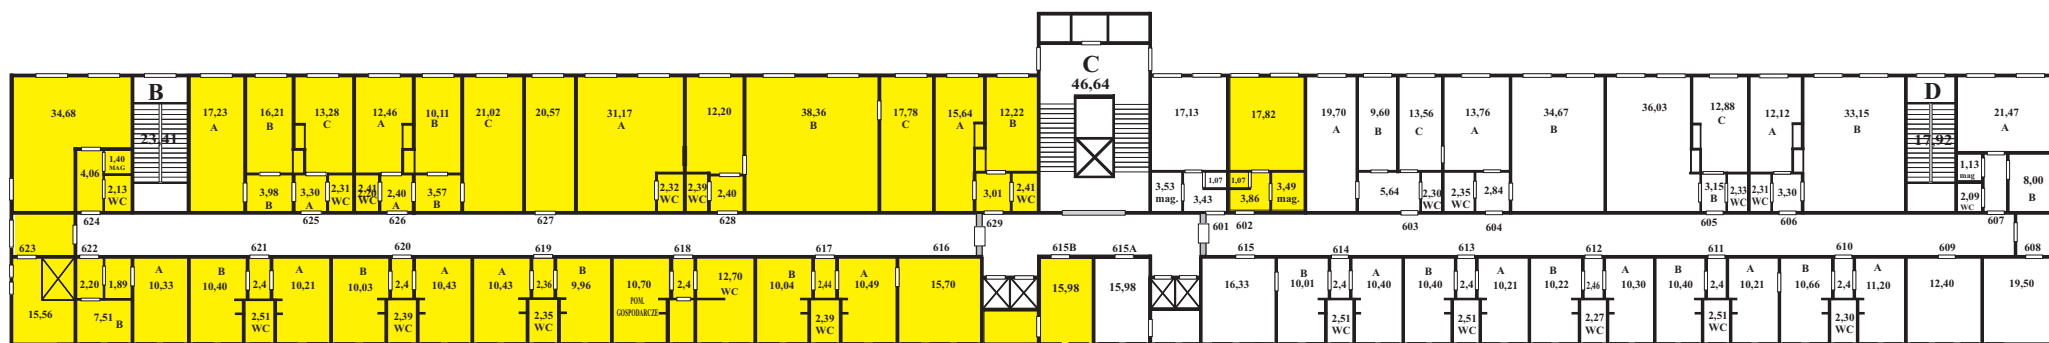 C
46,64
B
23,41
D
17,92
34,68
17,23
A
16,21
B
13,28
C
12,46
A
10,11
B
21,02
C
20,57
31,17
A
12,20
38,36
B
17,78
C
15,64
A
12,22
B
17,13
17,82
19,70
A
9,60
B
13,56
C
13,76
A
34,67
B
36,03
12,88
C
12,12
A
33,15
B
21,47
A
1,40
MAG
4,06
2,13
WC
3,98
B
3,30
A
2,31
WC
2,41
2,20
WC
2,40
A
3,57
B
2,32
WC
2,39
WC
2,40
3,01
2,41
WC
3,53
mag.
1,07
3,43
1,07
3,86
3,49
mag.
5,64
2,30
WC
2,35
WC
2,84
3,15
B
2,33
WC
2,31
WC
3,30
1,13
mag
2,09
WC
8,00
B
624
625
626
627
628
629
601
602
603
604
605
606
607
623
622
621
620
619
618
617
616
615B
615A
615
614
613
612
611
610
609
608
15,56
2,20
1,89
7,51
B
A
10,33
B
10,40
2,4
A
10,21
2,51
WC
B
10,03
2,4
A
10,43
2,39
WC
A
10,43
2,36
B
9,96
2,35
WC
10,70
POM.
GOSPODARCZE
2,4
12,70
WC
B
10,04
2,44
A
10,49
2,39
WC
15,70
15,98
15,98
16,33
B
10,01
2,4
A
10,40
2,51
WC
B
10,40
2,4
A
10,21
2,51
WC
B
10,22
2,46
A
10,30
2,27
WC
B
10,40
2,4
A
10,21
2,51
WC
B
10,66
2,4
A
11,20
2,30
WC
12,40
19,50